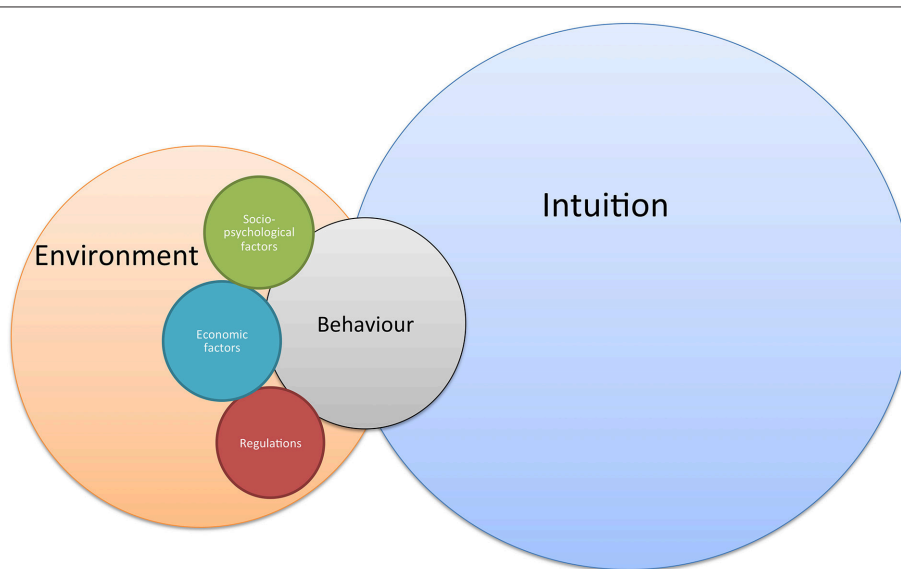 Intuition
Socio-
psychological
factors
Environment
Behaviour
Economic
factors
Regulations